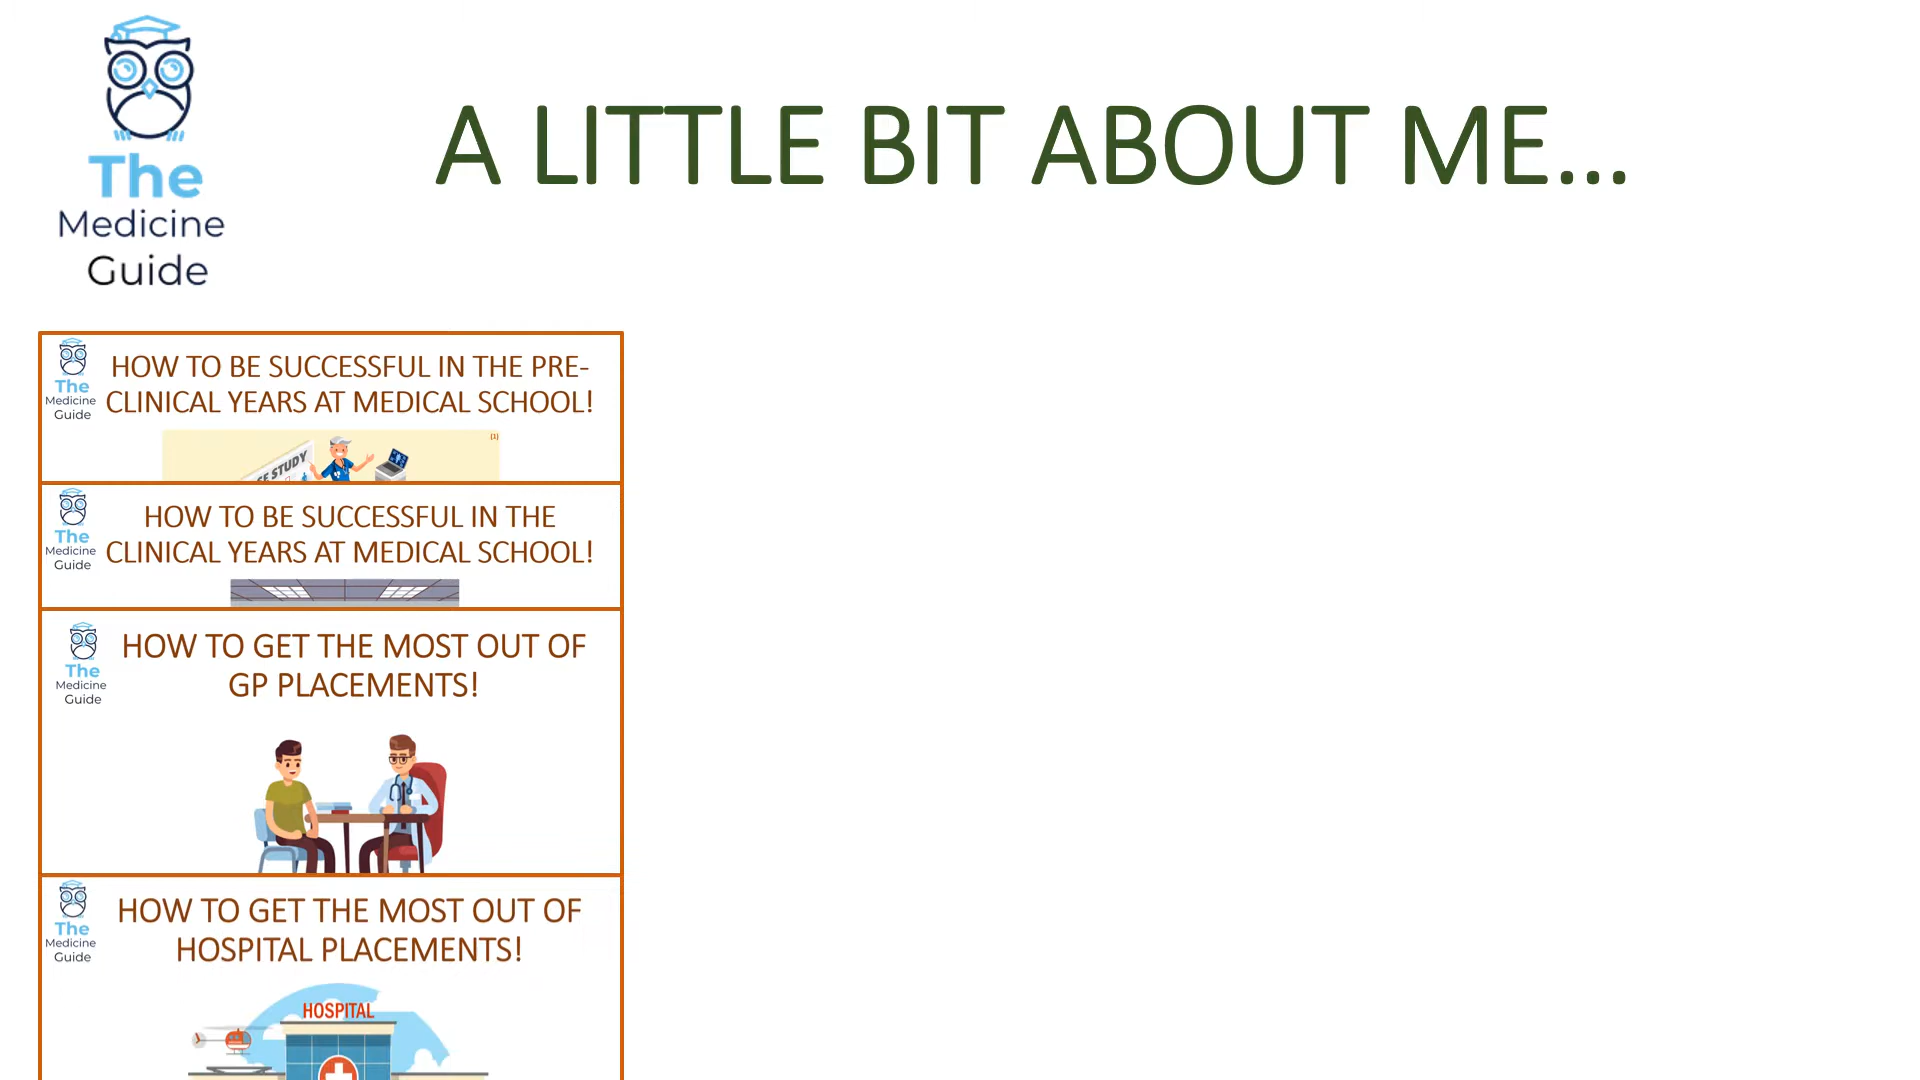 The
Medicine
Guide
A LITTLE BIT ABOUT ME...
The
Medicine
Guide
HOW TO BE SUCCESSFUL IN THE PRE-
CLINICAL YEARS AT MEDICAL SCHOOL!
(1)
SE STUDY
The
Medicine
Guide
HOW TO BE SUCCESSFUL IN THE
CLINICAL YEARS AT MEDICAL SCHOOL!
The
Medicine
Guide
HOW TO GET THE MOST OUT OF
GP PLACEMENTS!
The
Medicine
Guide
HOW TO GET THE MOST OUT OF
HOSPITAL PLACEMENTS!
HOSPITAL